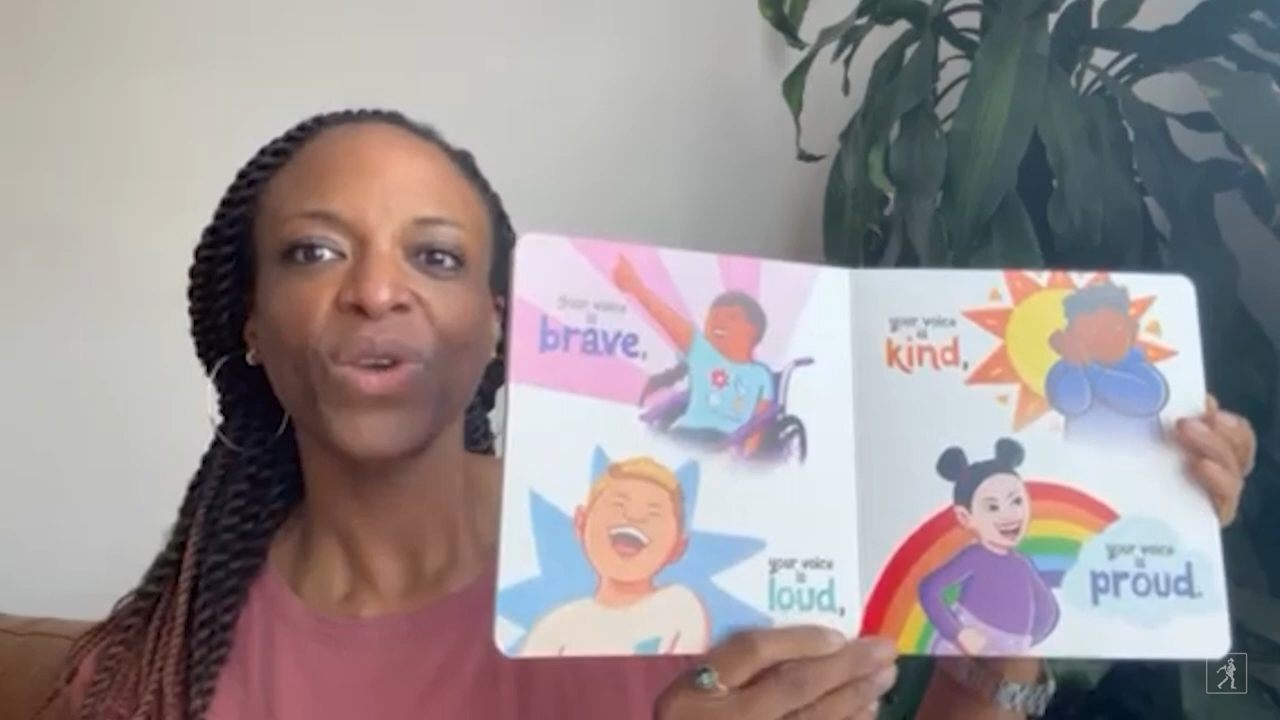 your voice
is
brave,
your voice
is
loud,
your voice
is
kind,
your voice
is
proud.